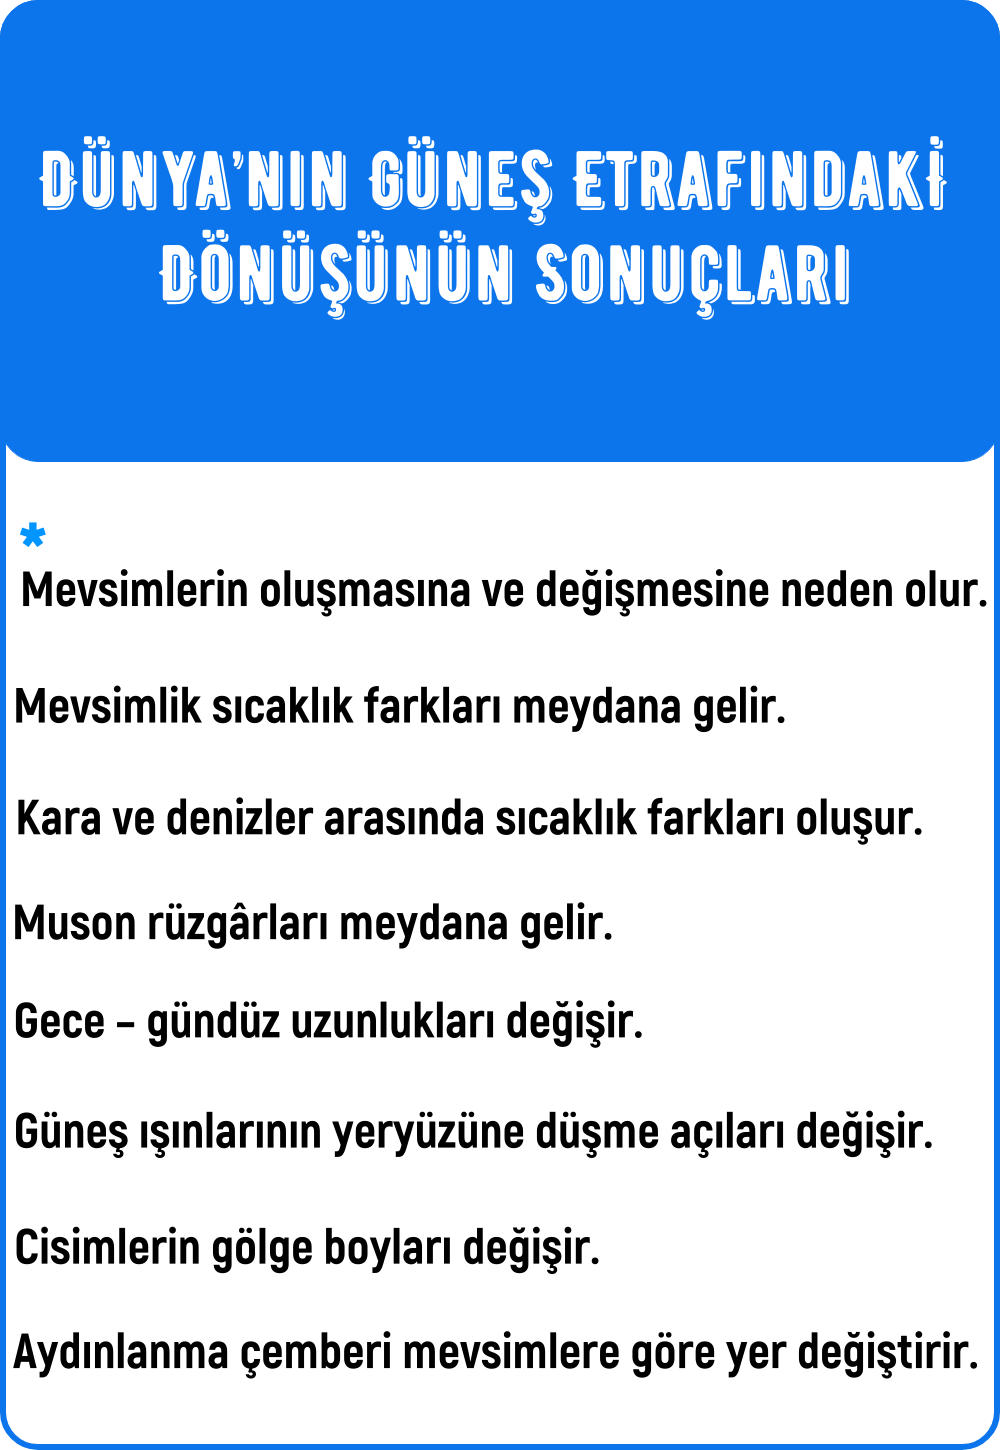 DÜNYA’NIN GÜNEŞ ETRAFINDAKİ
DÖNÜŞÜNÜN SONUÇLARI
*
Mevsimlerin oluşmasına ve değişmesine neden olur.
Mevsimlik sıcaklık farkları meydana gelir.
Kara ve denizler arasında sıcaklık farkları oluşur.
Muson rüzgârları meydana gelir.
Gece – gündüz uzunlukları değişir.
Güneş ışınlarının yeryüzüne düşme açıları değişir.
Cisimlerin gölge boyları değişir.
Aydınlanma çemberi mevsimlere göre yer değiştirir.